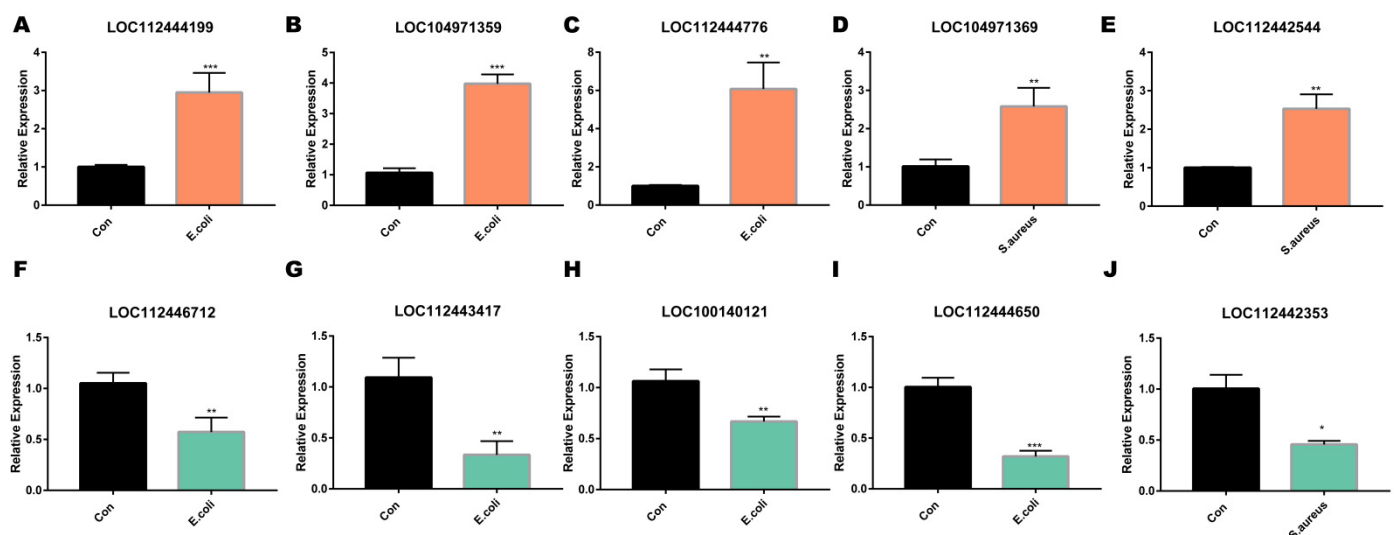 A
LOC112444199
Relative Expression
4
3
2
1
0
***
Con
E.coli
B
LOC104971359
Relative Expression
5
4
3
2
1
0
***
Con
E.coli
C
LOC112444776
Relative Expression
8
6
4
2
0
**
Con
E.coli
D
LOC104971369
Relative Expression
4
3
2
1
0
**
Con
S.aureus
E
LOC112442544
Relative Expression
4
3
2
1
0
**
Con
S.aureus
F
LOC112446712
Relative Expression
1.5
1.0
0.5
0.0
**
Con
E.coli
G
LOC112443417
Relative Expression
1.5
1.0
0.5
0.0
**
Con
E.coli
H
LOC100140121
Relative Expression
1.5
1.0
0.5
0.0
**
Con
E.coli
I
LOC112444650
Relative Expression
1.5
1.0
0.5
0.0
***
Con
E.coli
J
LOC112442353
Relative Expression
1.5
1.0
0.5
0.0
*
Con
S.aureus